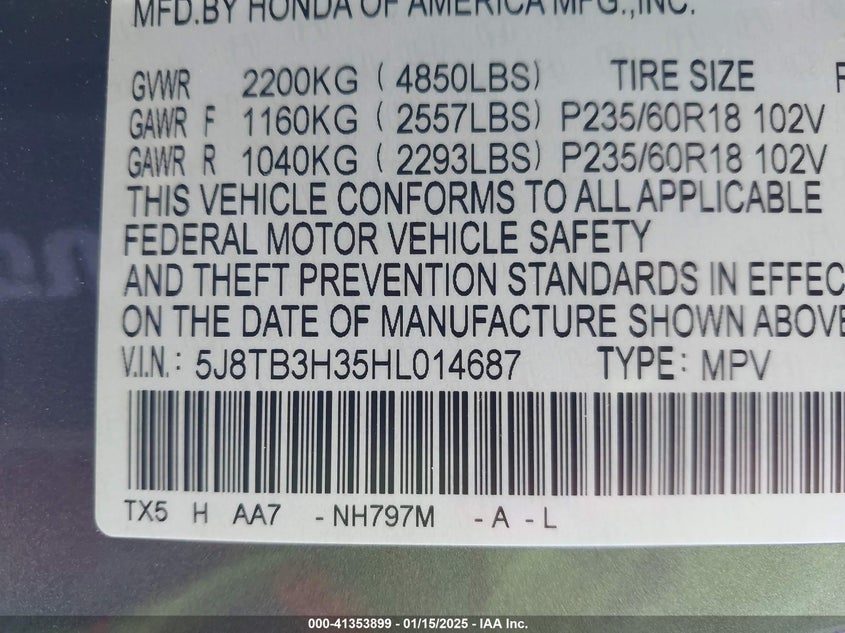 MFD.BY HONDA OF AMERICA MFG.,INC.
GVWR 2200KG ( 4850LBS) TIRE SIZE
GAWR F 1160KG ( 2557LBS) P235/60R18 102V
GAWR R 1040KG ( 2293LBS) P235/60R18 102V
THIS VEHICLE CONFORMS TO ALL APPLICABLE
FEDERAL MOTOR VEHICLE SAFETY
AND THEFT PREVENTION STANDARDS IN EFFEC
ON THE DATE OF MANUFACTURE SHOWN ABOVE
V.I.N.: 5J8TB3H35HL014687 TYPE: MPV
TX5 H AA7 - NH797M - A - L
000-41353899 - 01/15/2025 - IAA Inc.